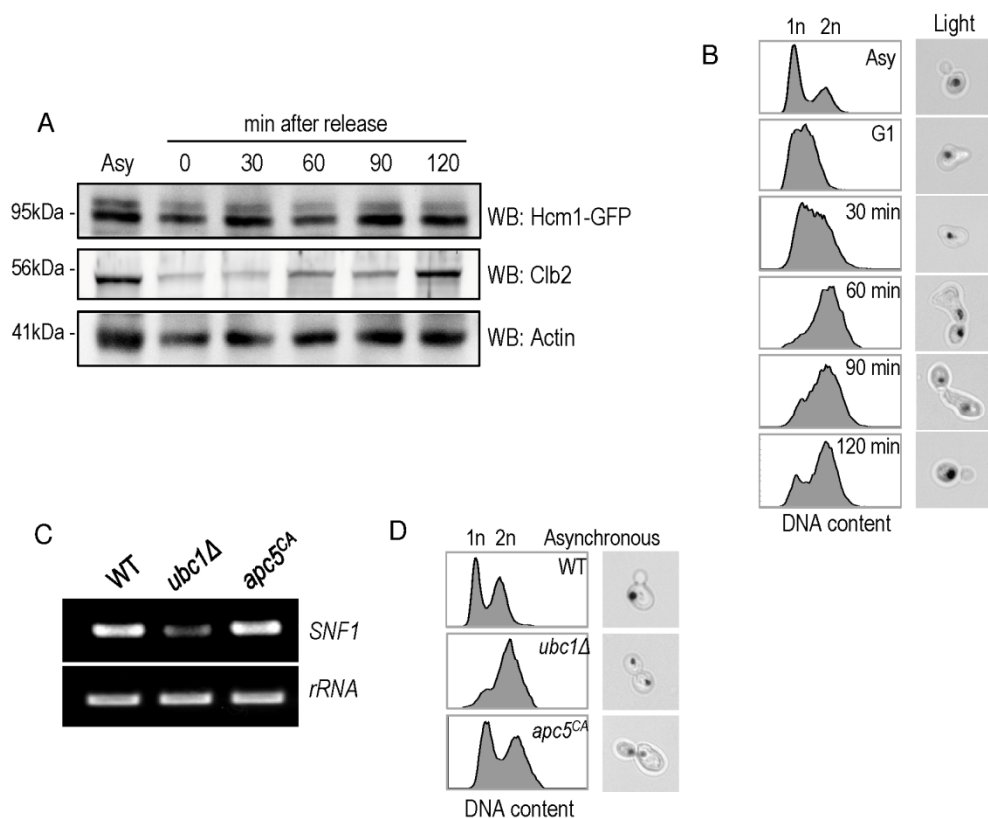 A
min after release
Asy 0 30 60 90 120
95kDa - WB: Hcm1-GFP
56kDa - WB: Clb2
41kDa - WB: Actin
B
1n 2n Light
Asy
G1
30 min
60 min
90 min
120 min
DNA content
C
WT ubc1Δ apc5ᶜᴬ
SNF1
rRNA
D
1n 2n Asynchronous
WT
ubc1Δ
apc5ᶜᴬ
DNA content